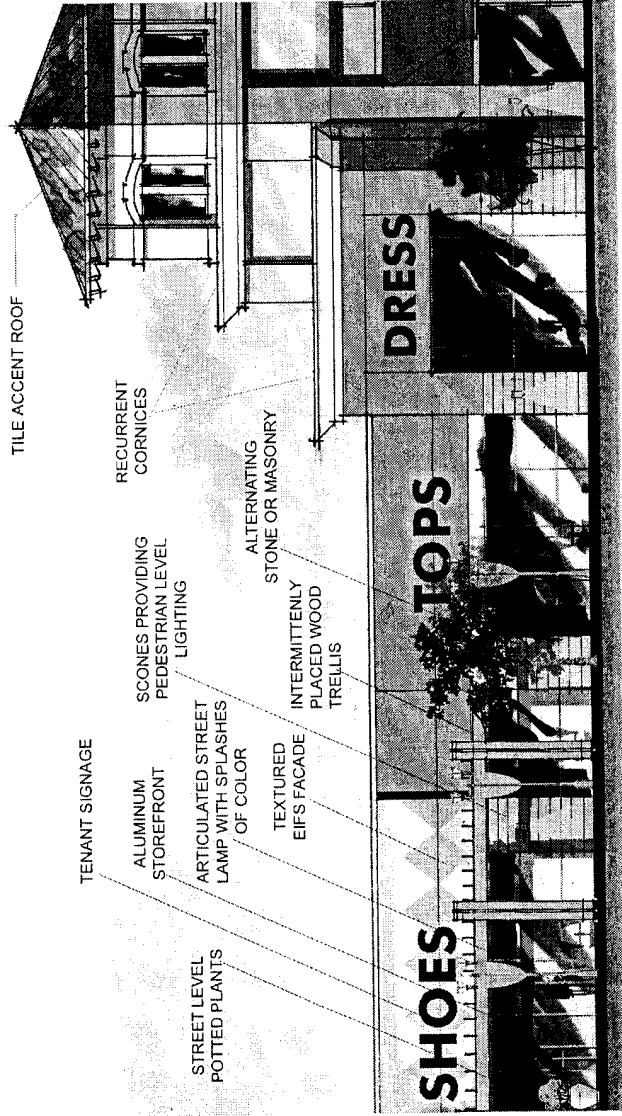 TILE ACCENT ROOF
RECURRENT
CORNICES
SCONES PROVIDING
PEDESTRIAN LEVEL
LIGHTING
ALTERNATING
STONE OR MASONRY
TENANT SIGNAGE
ALUMINUM
STOREFRONT
ARTICULATED STREET
LAMP WITH SPLASHES
OF COLOR
INTERMITTENLY
PLACED WOOD
TRELLIS
TEXTURED
EIFS FACADE
STREET LEVEL
POTTED PLANTS
SHOES
TOPS
DRESS